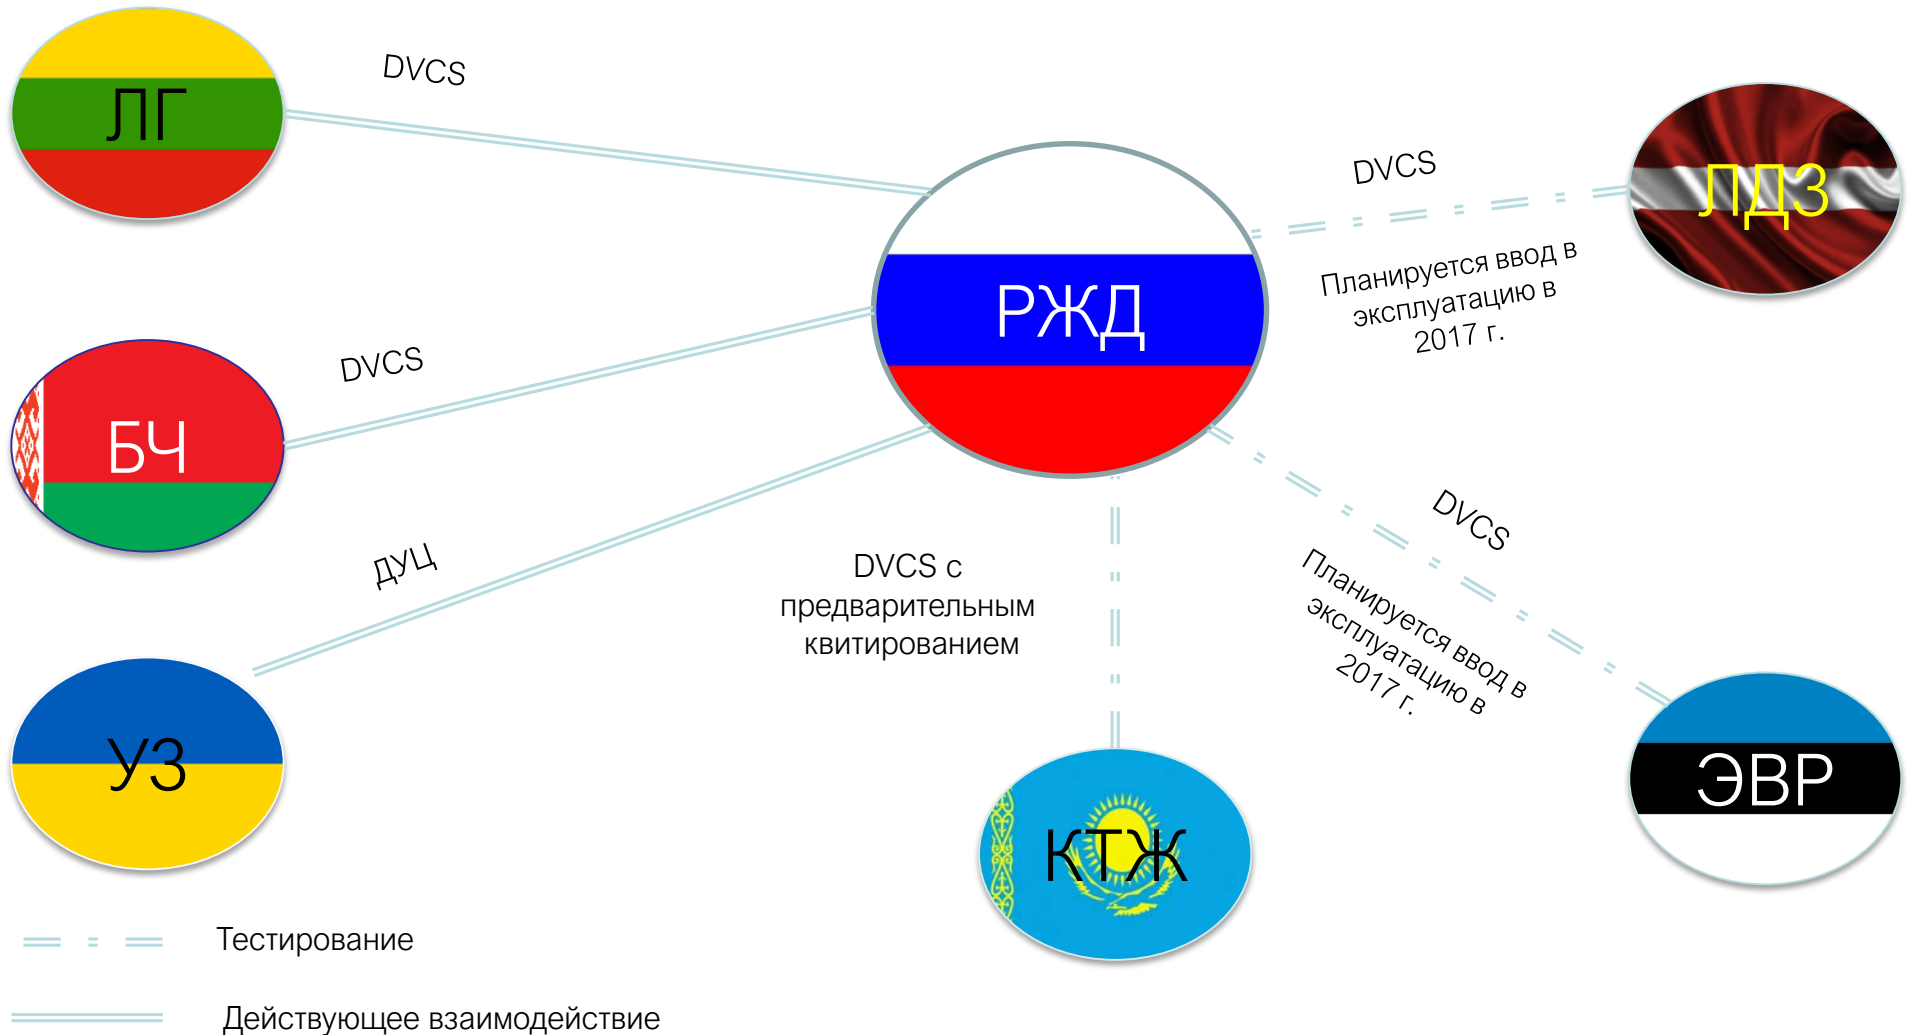 ЛГ
DVCS
РЖД
DVCS
ЛДЗ
Планируется ввод в
эксплуатацию в
2017 г.
БЧ
DVCS
УЗ
ДУЦ
DVCS с
предварительным
квитированием
КТЖ
DVCS
Планируется ввод в
эксплуатацию в
2017 г.
ЭВР
Тестирование
Действующее взаимодействие